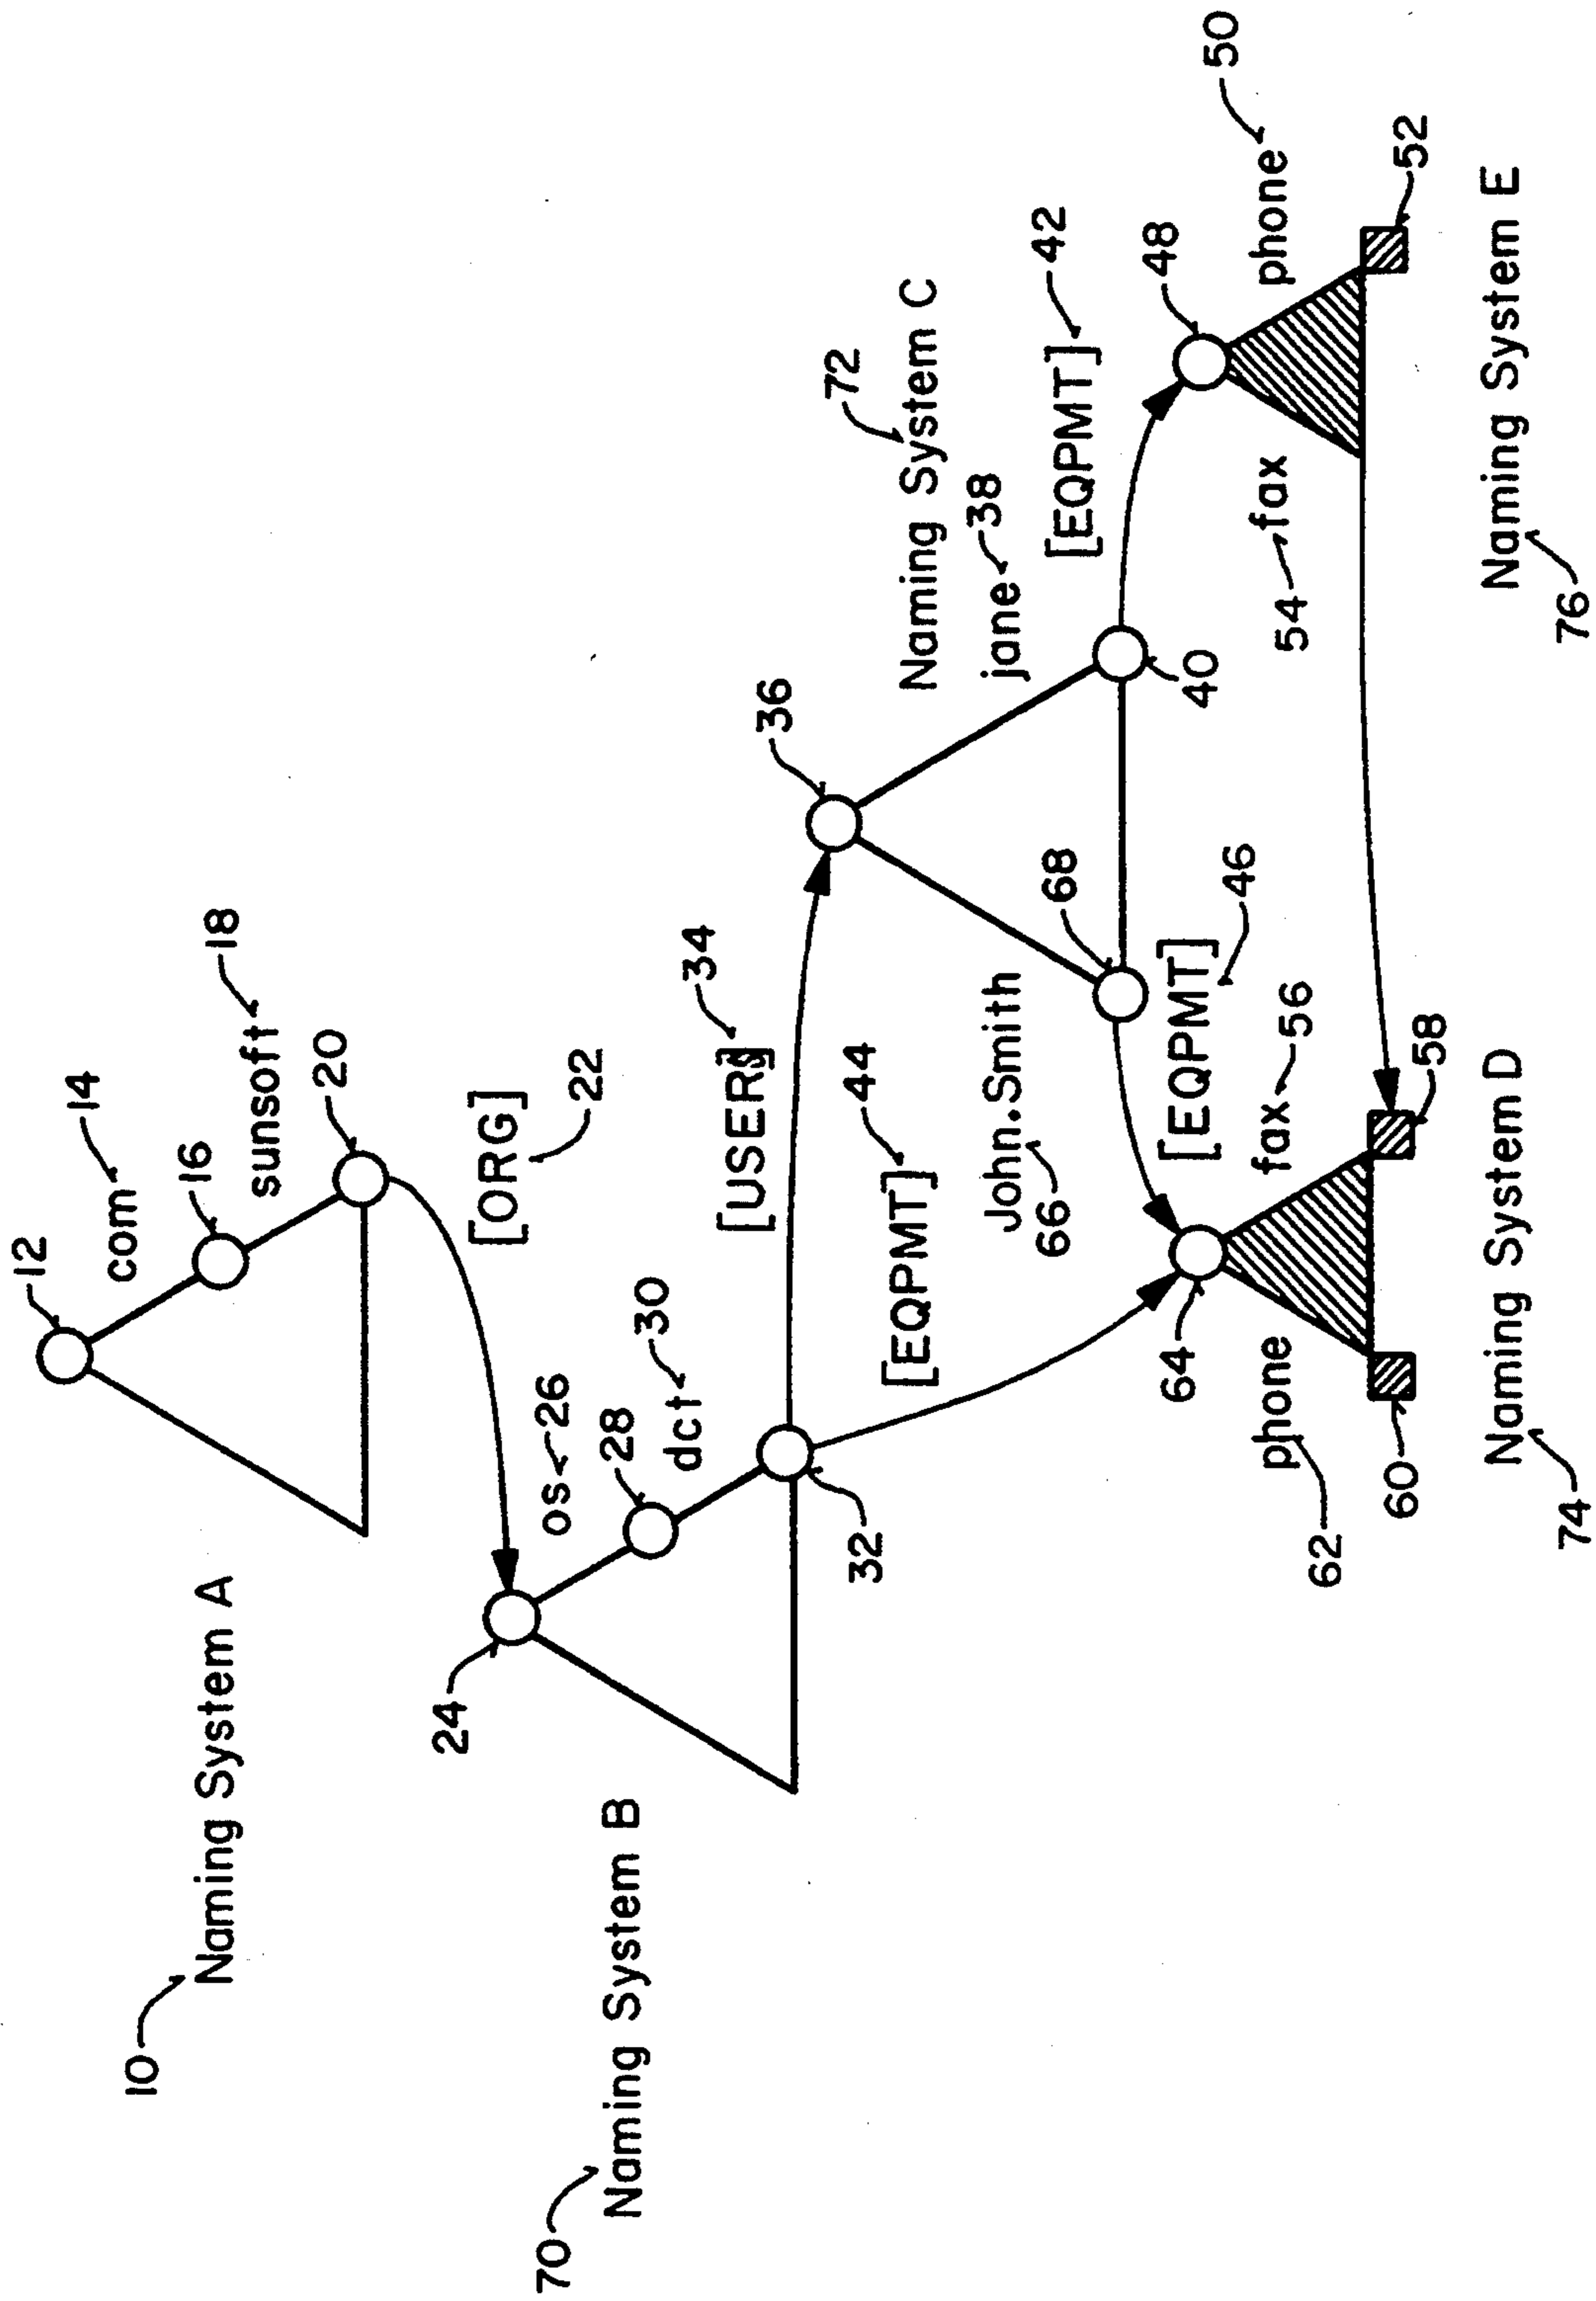 12
com
14
16
sunsoft
18
20
[ORG]
22
10
Naming System A
24
os
26
28
dct
30
32
70
Naming System B
[USER]
34
36
Naming System C
72
jane
38
40
[EQPMT]
42
[EQPMT]
44
John.Smith
66
68
[EQPMT]
46
64
phone
62
fax
56
60
58
Naming System D
74
48
phone
50
54
fax
52
Naming System E
76